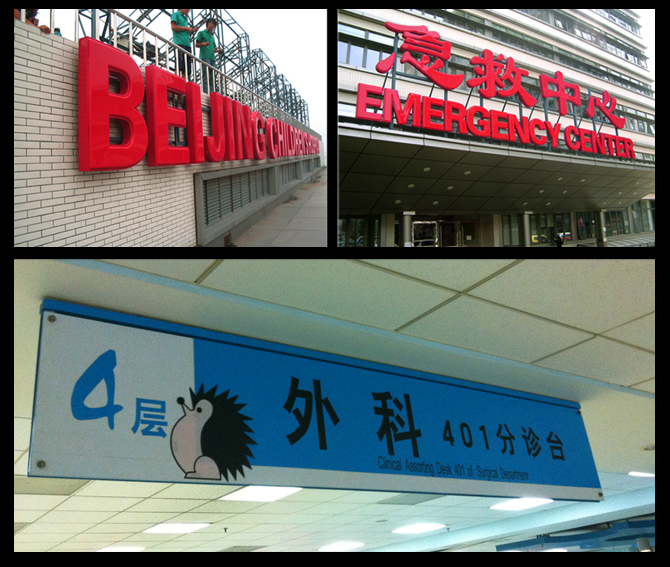 BEIJING CHILDREN'S
急救中心
EMERGENCY CENTER
4层
外科 401分诊台
Clinical Assorting Desk 401 of Surgical Department